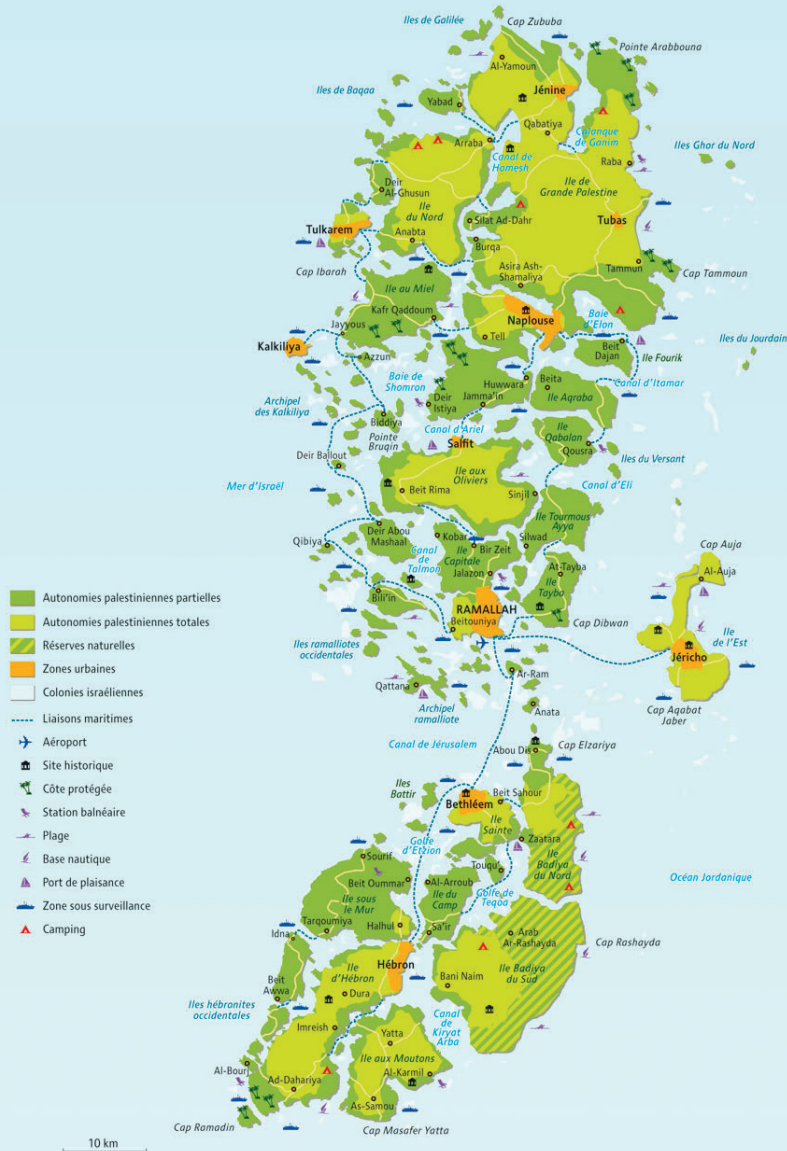 Iles de Galilée
Cap Zububa
Pointe Arabbouna
Al-Yamoun
Jénine
Iles de Baqaa
Yabad
Qabatiya
Calanque
de Ganim
Arraba
Canal de
Homesh
Iles Ghor du Nord
Raba
Ile de
Grande Palestine
Deir
Al-Ghusun
Ile
du Nord
Silat Ad-Dahr
Tubas
Tulkarem
Anabta
Burqa
Asira Ash-
Shamaliya
Tammun
Cap Tammoun
Cap Ibarah
Ile au Miel
Kafr Qaddoum
Naplouse
Baie
d'Elon
Jayyous
Kalkiliya
Tell
Beit
Dajan
Ile Fourik
Iles du Jourdain
Azzun
Baie de
Shomron
Huwwara
Beita
Canal d'Itamar
Archipel
des Kalkiliya
Deir
Istiya
Jamma'in
Ile Aqraba
Biddiya
Pointe
Bruqin
Canal d'Ariel
Salfit
Ile
Qabalan
Qousra
Deir Ballout
Iles du Versant
Mer d'Israël
Ile aux
Oliviers
Beit Rima
Sinjil
Canal d'Eli
Ile Tourmous
Ayya
Deir Abou
Mashaal
Kobar
Silwad
Cap Auja
Qibiya
Canal
de
Talmon
Ile
Capitale
Bir Zeit
At-Tayba
Al-Auja
Jalazon
Ile
Tayba
Bili'in
RAMALLAH
Beitouniya
Cap Dibwan
Ile
de l'Est
Iles ramalliotes
occidentales
Jéricho
Ar-Ram
Qattana
Archipel
ramalliote
Anata
Cap Aqabat
Jaber
Canal de Jérusalem
Abou Dis
Cap Elzariya
Iles
Battir
Bethléem
Beit Sahour
Ile
Sainte
Zaatara
Golfe
d'Etzion
Ile
Badiya
du Nord
Océan Jordanique
Sourif
Touqu'
Beit Oummar
Al-Arroub
Ile du
Camp
Golfe de
Teqoa
Ile sous
le Mur
Tarqoumiya
Halhul
Sa'ir
Arab
Ar-Rashayda
Cap Rashayda
Idna
Hébron
Ile
d'Hébron
Bani Naim
Ile Badiya
du Sud
Beit
Awwa
Dura
Iles hébronites
occidentales
Imreish
Canal
de
Kiryat
Arba
Yatta
Ile aux Moutons
Al-Bourj
Ad-Dahariya
Al-Karmil
As-Samou
Cap Ramadin
Cap Masafer Yatta
Autonomies palestiniennes partielles
Autonomies palestiniennes totales
Réserves naturelles
Zones urbaines
Colonies israéliennes
Liaisons maritimes
Aéroport
Site historique
Côte protégée
Station balnéaire
Plage
Base nautique
Port de plaisance
Zone sous surveillance
Camping
10 km